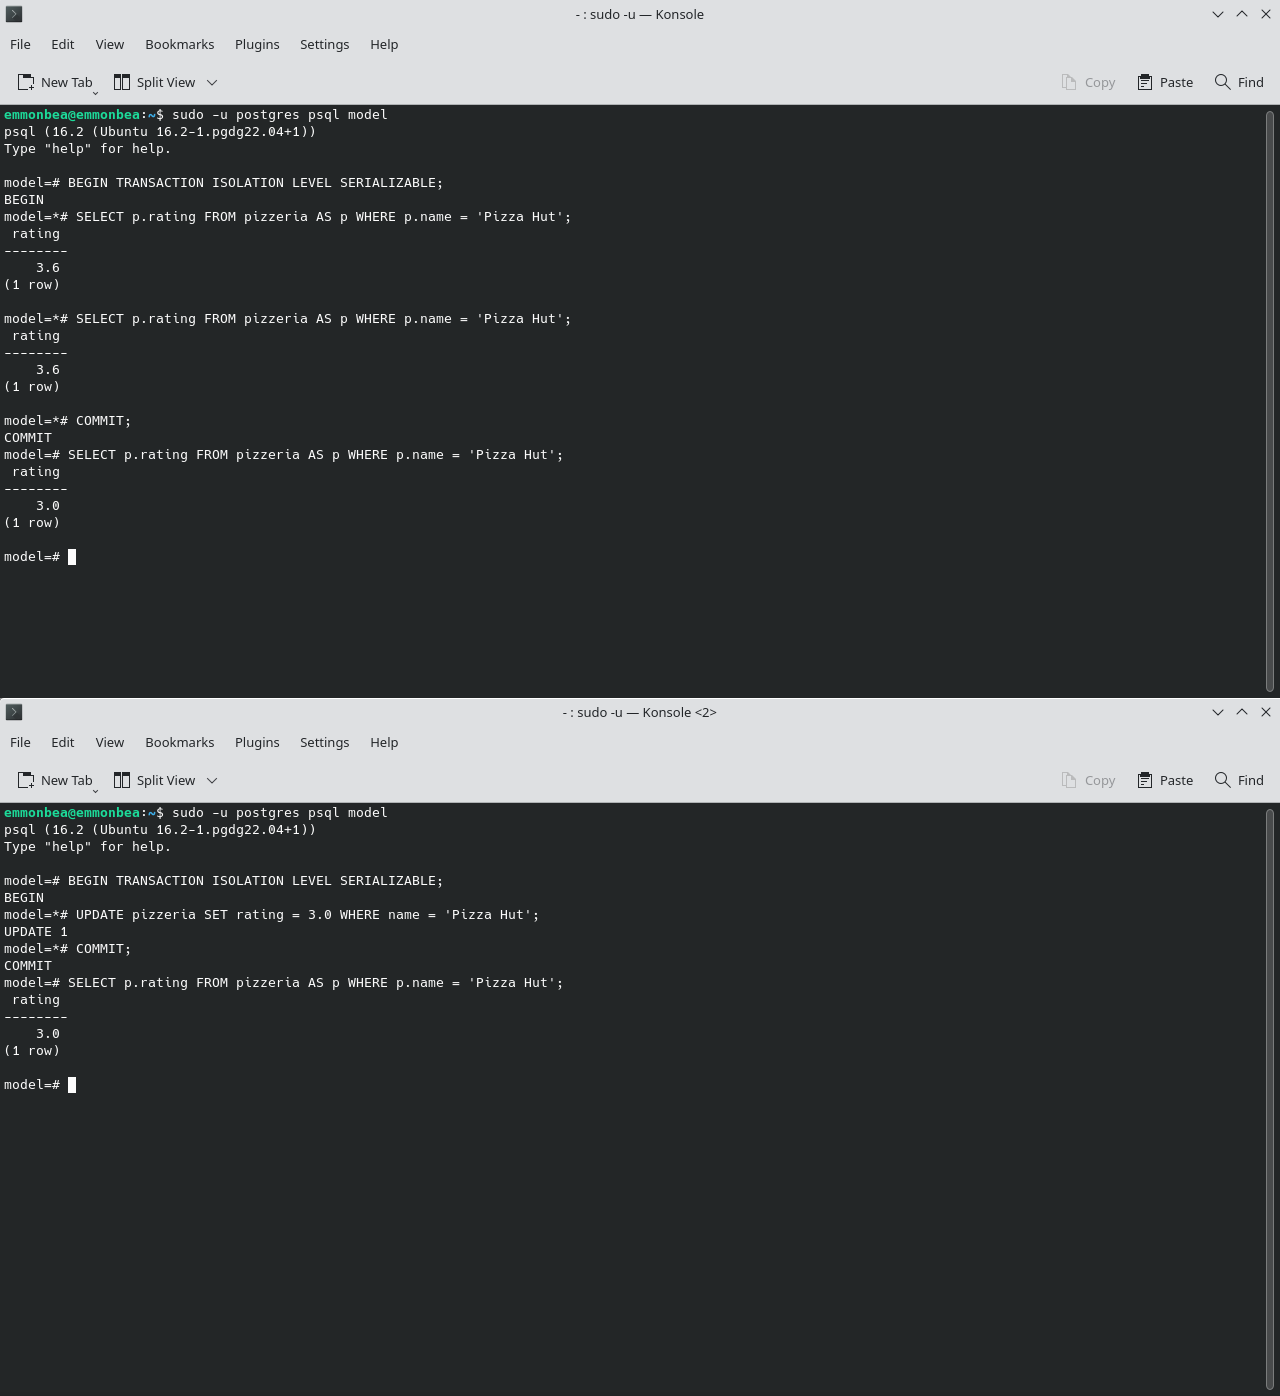 - : sudo -u — Konsole
File Edit View Bookmarks Plugins Settings Help
New Tab Split View Copy Paste Find
emmonbea@emmonbea:~$ sudo -u postgres psql model
psql (16.2 (Ubuntu 16.2-1.pgdg22.04+1))
Type "help" for help.
model=# BEGIN TRANSACTION ISOLATION LEVEL SERIALIZABLE;
BEGIN
model=*# SELECT p.rating FROM pizzeria AS p WHERE p.name = 'Pizza Hut';
 rating
--------
    3.6
(1 row)
model=*# SELECT p.rating FROM pizzeria AS p WHERE p.name = 'Pizza Hut';
 rating
--------
    3.6
(1 row)
model=*# COMMIT;
COMMIT
model=# SELECT p.rating FROM pizzeria AS p WHERE p.name = 'Pizza Hut';
 rating
--------
    3.0
(1 row)
model=#
- : sudo -u — Konsole <2>
File Edit View Bookmarks Plugins Settings Help
New Tab Split View Copy Paste Find
emmonbea@emmonbea:~$ sudo -u postgres psql model
psql (16.2 (Ubuntu 16.2-1.pgdg22.04+1))
Type "help" for help.
model=# BEGIN TRANSACTION ISOLATION LEVEL SERIALIZABLE;
BEGIN
model=*# UPDATE pizzeria SET rating = 3.0 WHERE name = 'Pizza Hut';
UPDATE 1
model=*# COMMIT;
COMMIT
model=# SELECT p.rating FROM pizzeria AS p WHERE p.name = 'Pizza Hut';
 rating
--------
    3.0
(1 row)
model=#